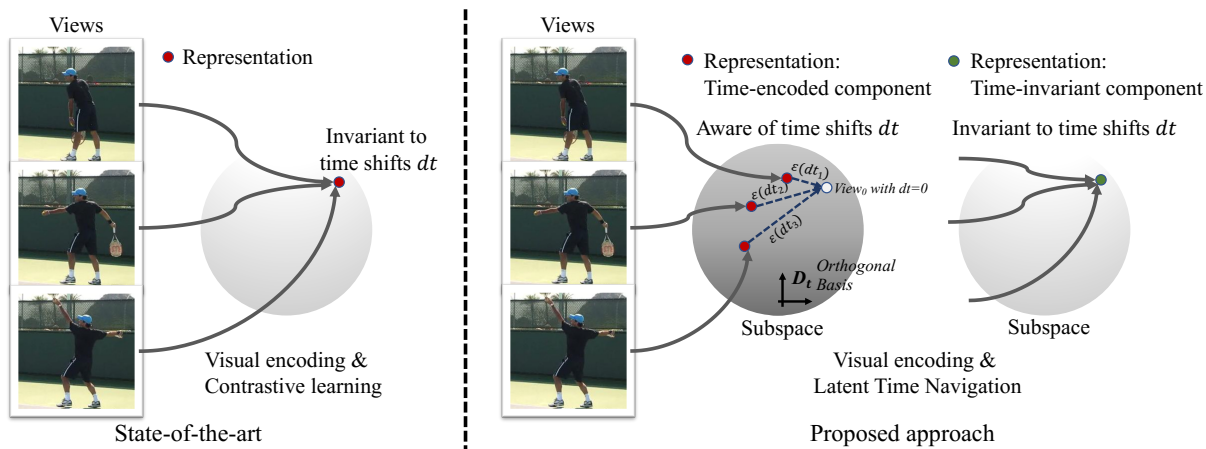 Views
Representation
Invariant to
time shifts dt
Visual encoding &
Contrastive learning
State-of-the-art
Views
Representation:
Time-encoded component
Representation:
Time-invariant component
Aware of time shifts dt
Invariant to time shifts dt
ε(dt₁)
ε(dt₂)
ε(dt₃)
View₀ with dt=0
D_t Orthogonal
Basis
Subspace
Subspace
Visual encoding &
Latent Time Navigation
Proposed approach